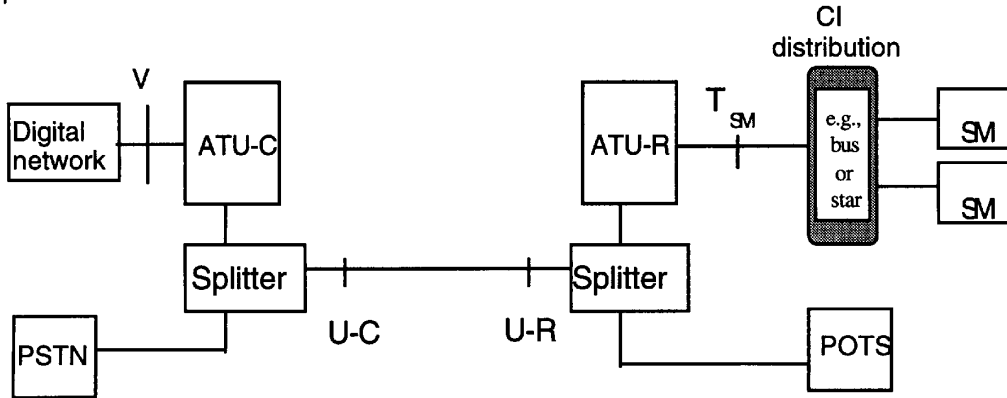 CI
distribution
V
T
SM
Digital
network
ATU-C
ATU-R
e.g.,
bus
or
star
SM
SM
Splitter
Splitter
U-C
U-R
PSTN
POTS